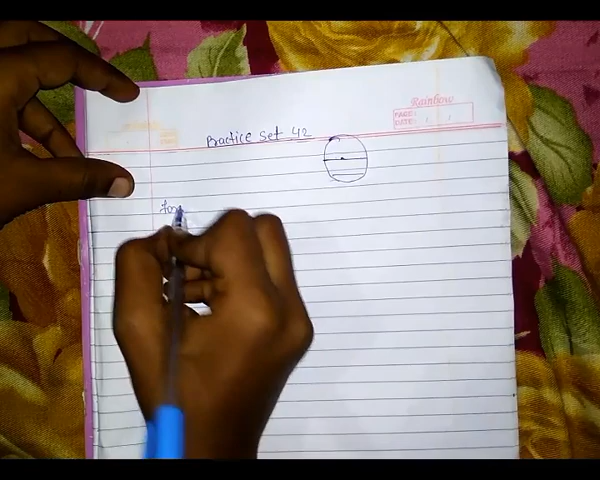 Rainbow
PAGE:
DATE: / /
Practice Set 42
for